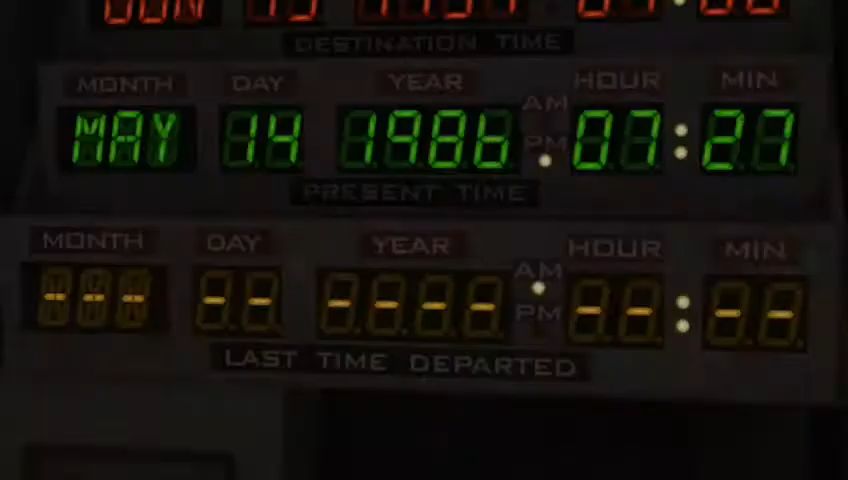 DESTINATION TIME
MONTH DAY YEAR AM HOUR MIN
MAY 14 1986 PM 07:27
PRESENT TIME
MONTH DAY YEAR AM HOUR MIN
--- -- ---- PM --:--
LAST TIME DEPARTED